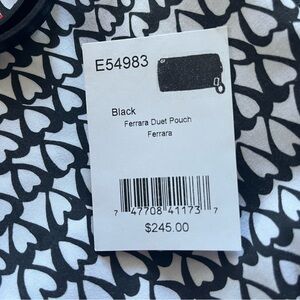 E54983
Black
Ferrara Duet Pouch
Ferrara
7 47708 41173 7
$245.00